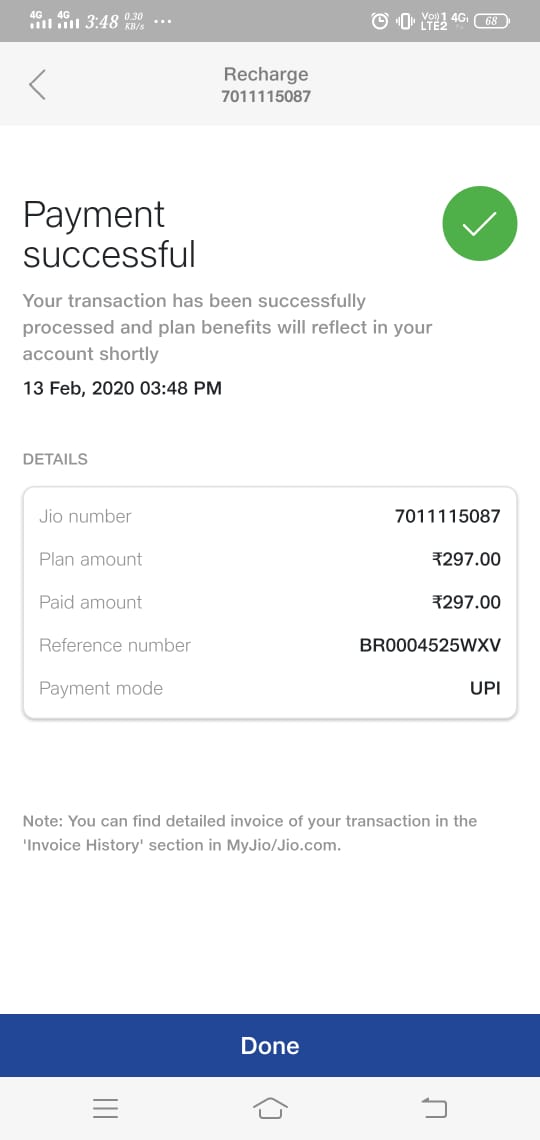 4G 4G 3:48 0.30 KB/s ... Vo)) 1 4G LTE2 68
Recharge
7011115087
Payment
successful
Your transaction has been successfully
processed and plan benefits will reflect in your
account shortly
13 Feb, 2020 03:48 PM
DETAILS
Jio number 7011115087
Plan amount ₹297.00
Paid amount ₹297.00
Reference number BR0004525WXV
Payment mode UPI
Note: You can find detailed invoice of your transaction in the
'Invoice History' section in MyJio/Jio.com.
Done